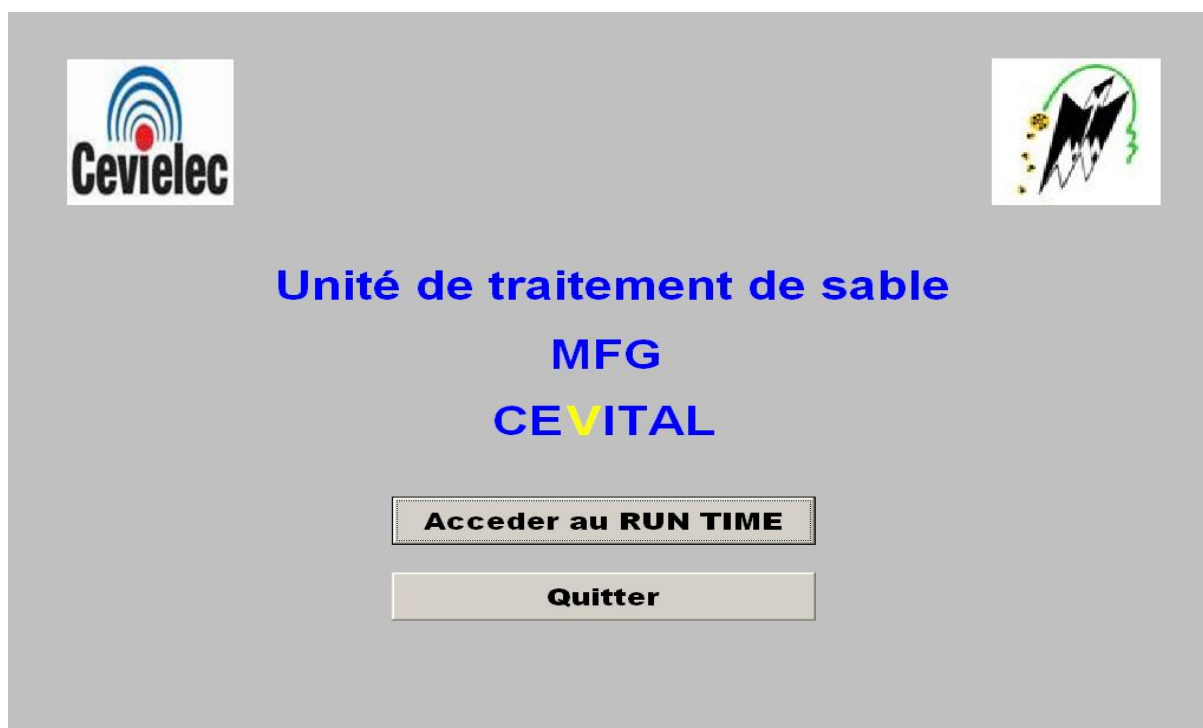 Cevielec
Unité de traitement de sable
MFG
CEVITAL
Acceder au RUN TIME
Quitter